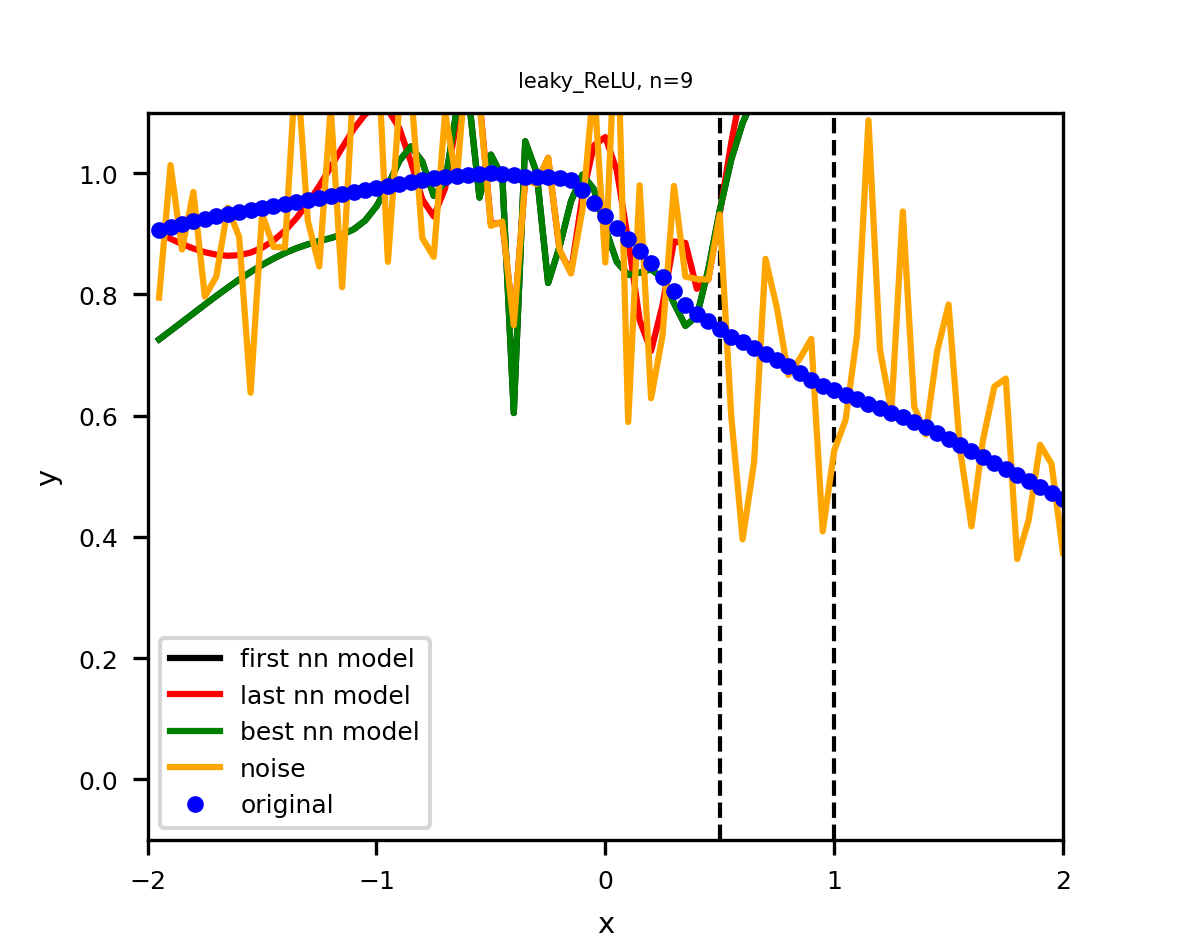 leaky_ReLU, n=9
y
1.0
0.8
0.6
0.4
0.2
0.0
first nn model
last nn model
best nn model
noise
original
−2
−1
0
1
2
x